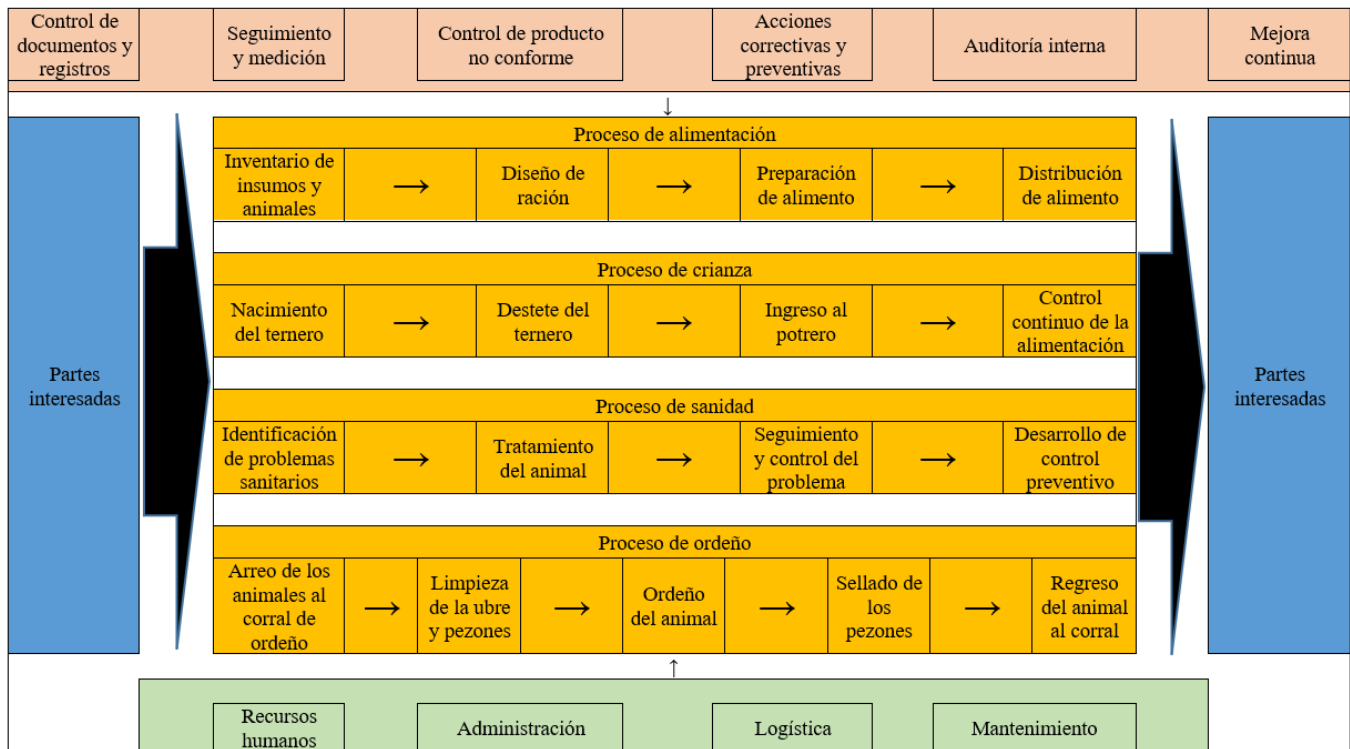 Control de
documentos y
registros
Seguimiento
y medición
Control de producto
no conforme
Acciones
correctivas y
preventivas
Auditoría interna
Mejora
continua
↓
Partes
interesadas
Proceso de alimentación
Inventario de
insumos y
animales
→
Diseño de
ración
→
Preparación
de alimento
→
Distribución
de alimento
Proceso de crianza
Nacimiento
del ternero
→
Destete del
ternero
→
Ingreso al
potrero
→
Control
continuo de la
alimentación
Proceso de sanidad
Identificación
de problemas
sanitarios
→
Tratamiento
del animal
→
Seguimiento
y control del
problema
→
Desarrollo de
control
preventivo
Proceso de ordeño
Arreo de los
animales al
corral de
ordeño
→
Limpieza
de la ubre
y pezones
→
Ordeño
del animal
→
Sellado de
los
pezones
→
Regreso
del animal
al corral
Partes
interesadas
↑
Recursos
humanos
Administración
Logística
Mantenimiento